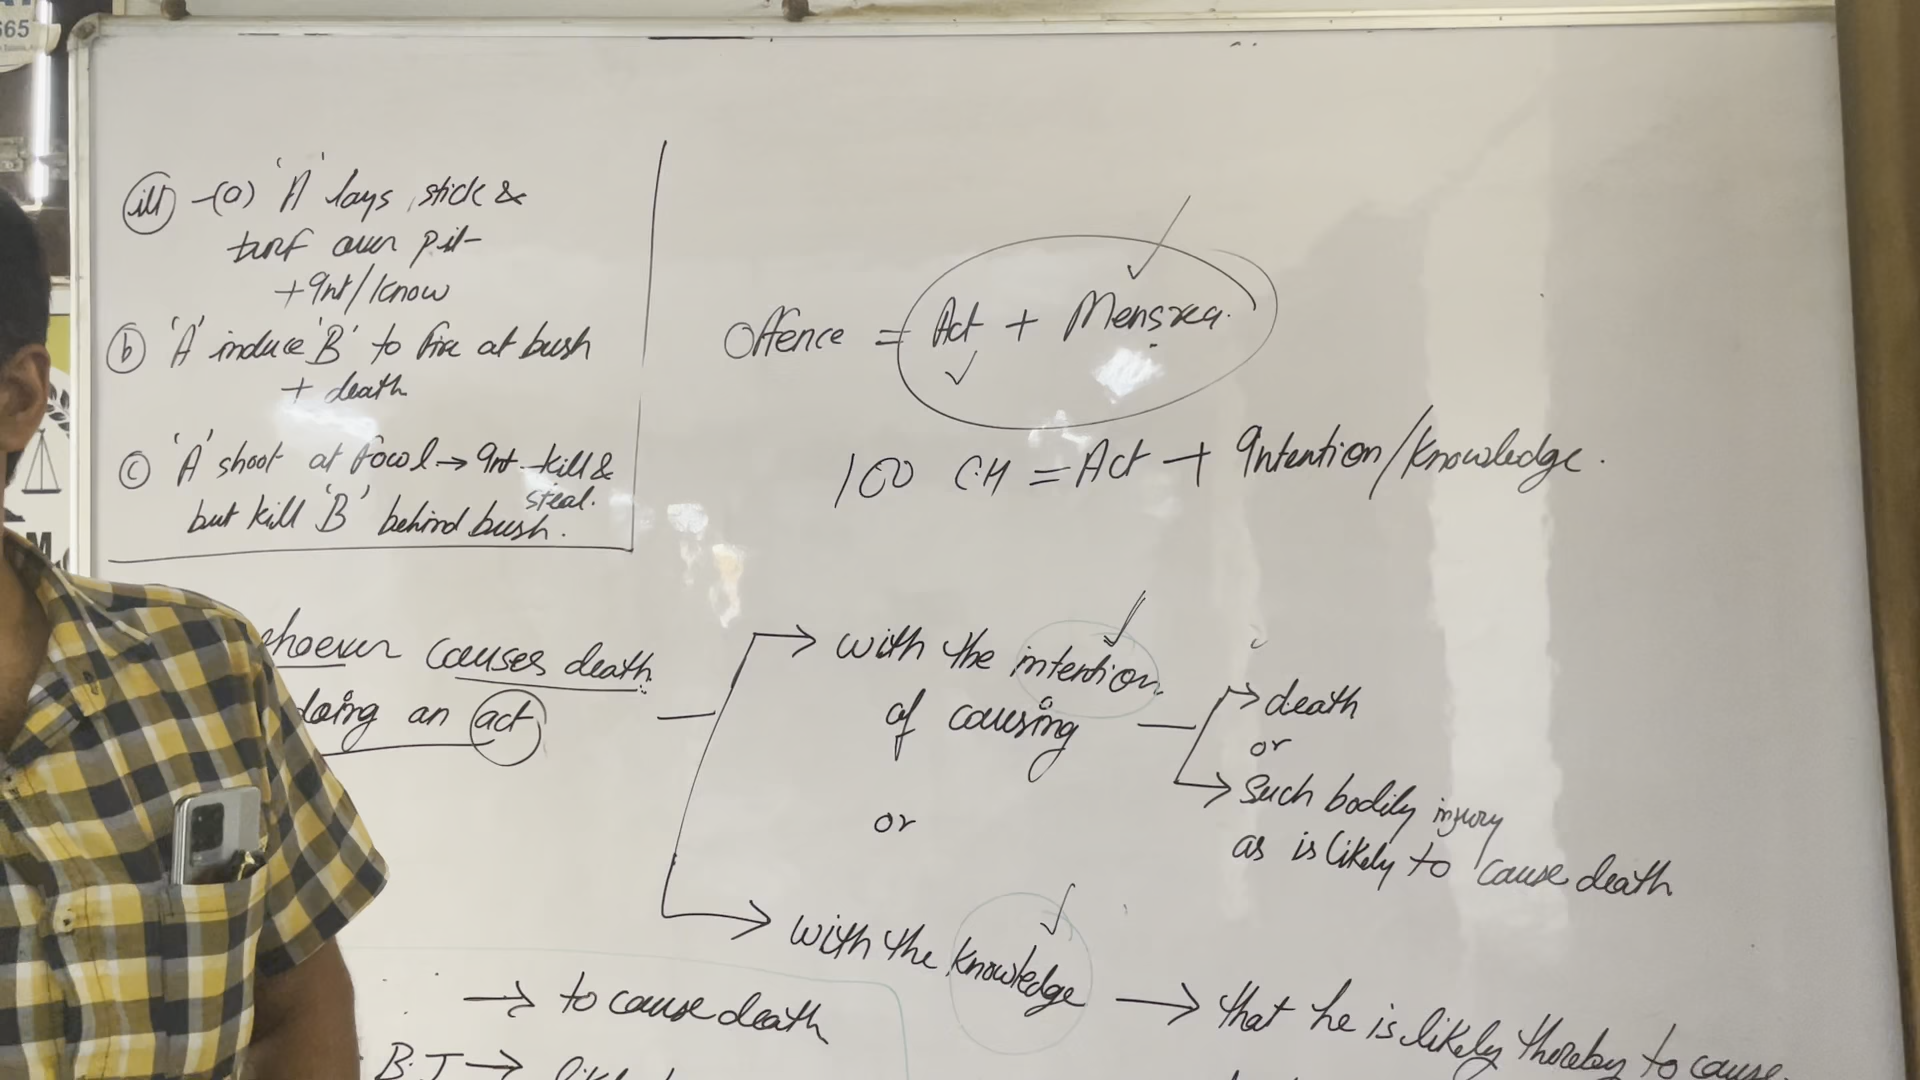 665
ill - (a) 'A' lays stick &
turf over pit
+ Int/Know
(b) 'A' induce 'B' to fire at bush
+ death
(c) 'A' shoot at fowl → Int kill &
steal.
but kill 'B' behind bush.
Offence = Act + Mensrea.
100 CH = Act + Intention/Knowledge.
hoever causes death
doing an act
with the intention
of causing
death
or
Such bodily injury
as is likely to cause death
or
with the knowledge → that he is likely thereby to cause
→ to cause death
B.I →
M